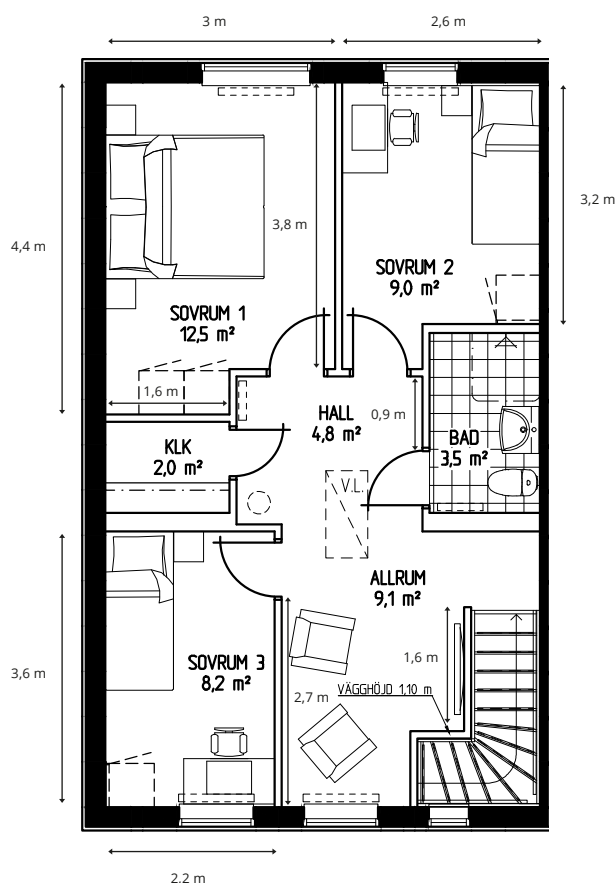 3 m
2,6 m
4,4 m
3,8 m
3,2 m
SOVRUM 2
9,0 m²
SOVRUM 1
12,5 m²
1,6 m
HALL
4,8 m²
0,9 m
BAD
3,5 m²
KLK
2,0 m²
V.L.
ALLRUM
9,1 m²
3,6 m
SOVRUM 3
8,2 m²
1,6 m
2,7 m
VÄGGHÖJD 1,10 m
2.2 m